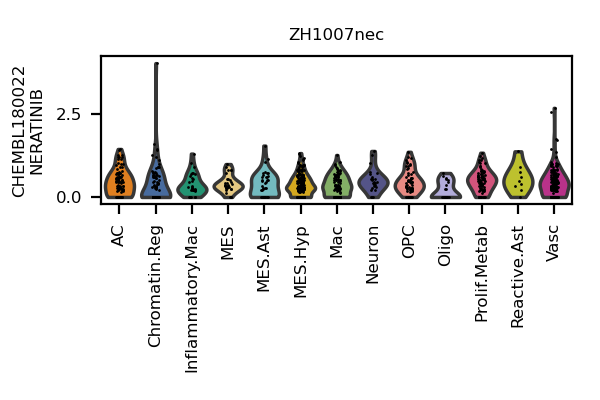 ZH1007nec
CHEMBL180022
NERATINIB
2.5
0.0
AC
Chromatin.Reg
Inflammatory.Mac
MES
MES.Ast
MES.Hyp
Mac
Neuron
OPC
Oligo
Prolif.Metab
Reactive.Ast
Vasc